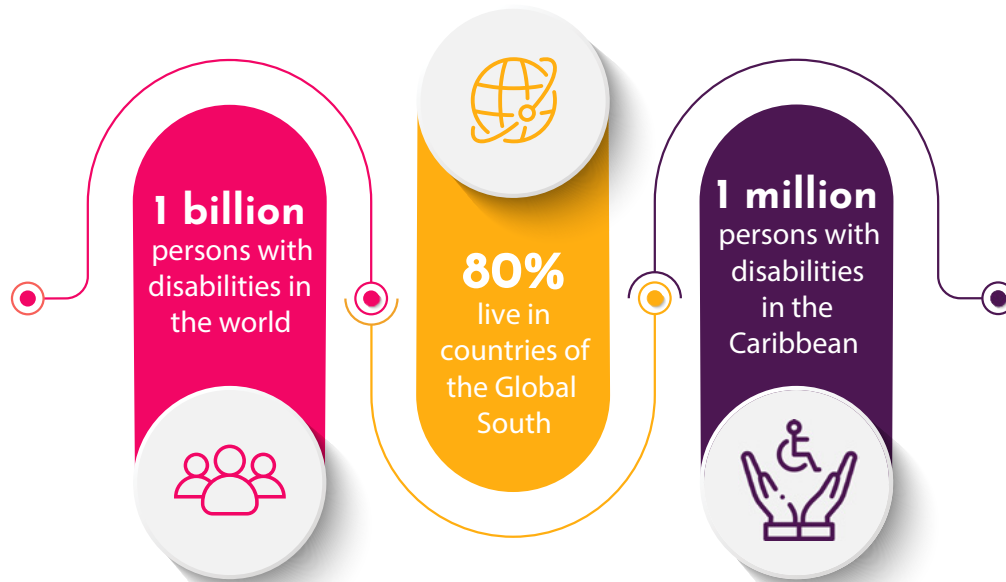 1 billion
persons with
disabilities in
the world
80%
live in
countries of
the Global
South
1 million
persons with
disabilities
in the
Caribbean